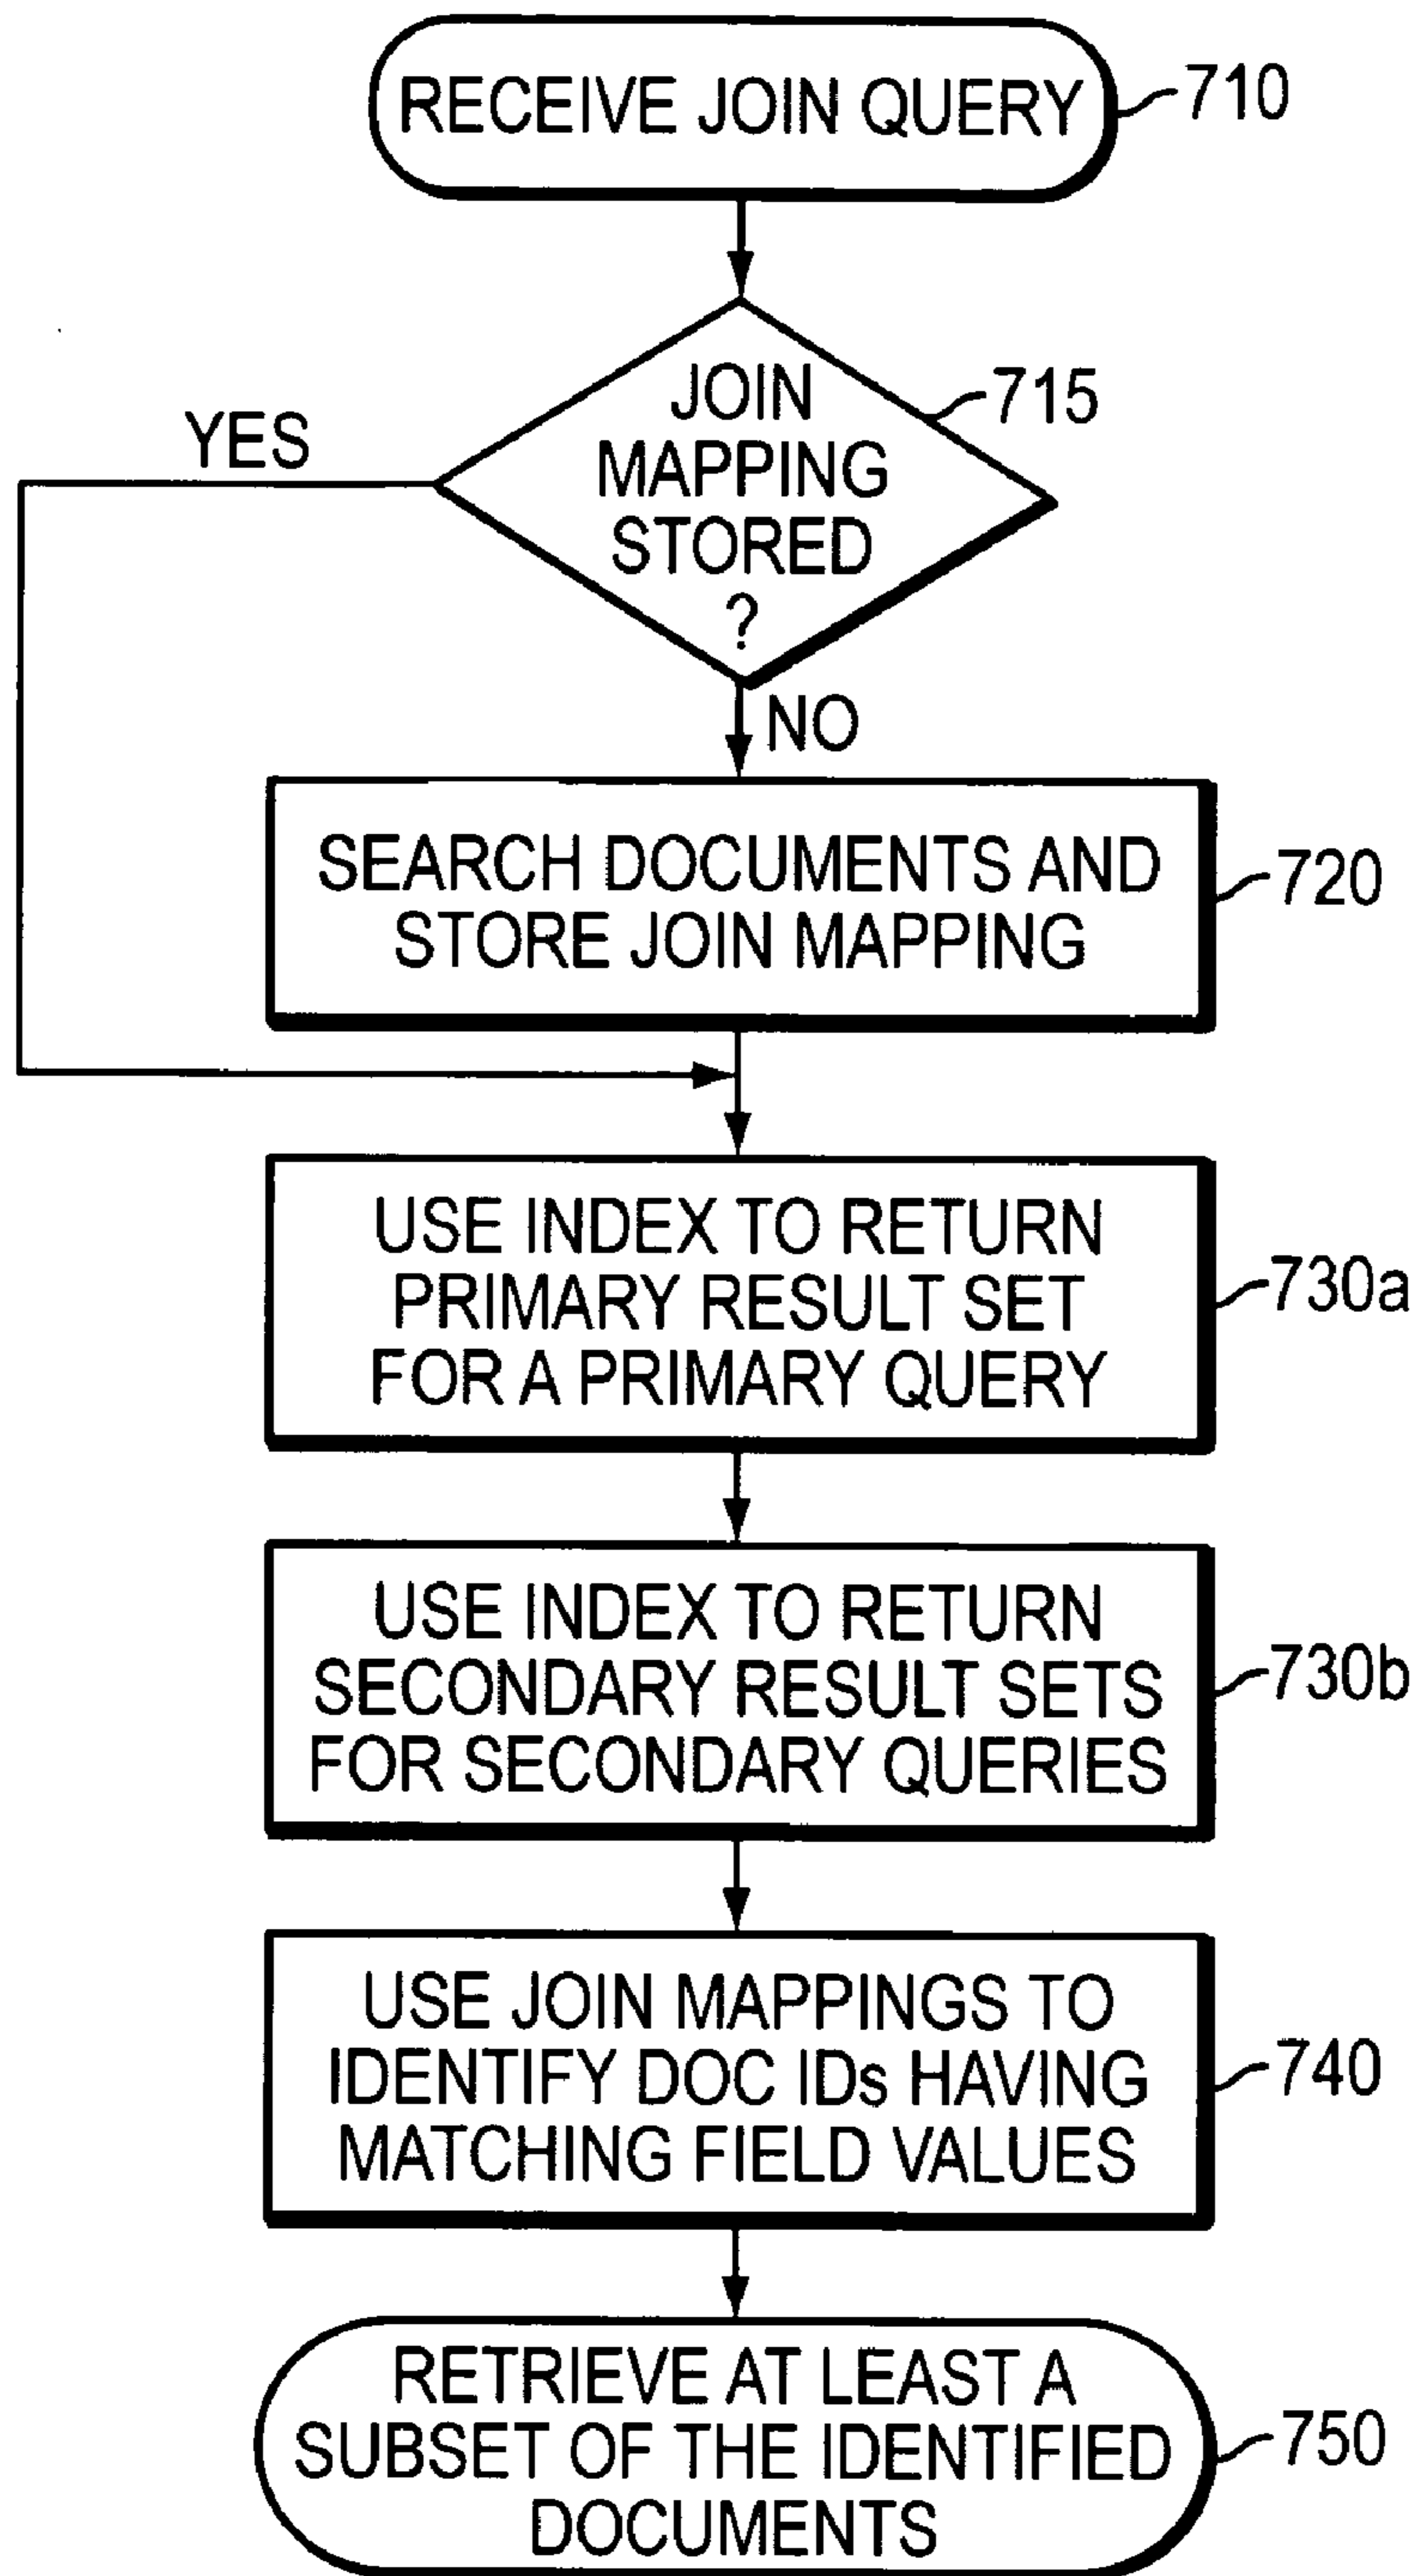 RECEIVE JOIN QUERY
710
JOIN
MAPPING
STORED
?
715
YES
NO
SEARCH DOCUMENTS AND
STORE JOIN MAPPING
720
USE INDEX TO RETURN
PRIMARY RESULT SET
FOR A PRIMARY QUERY
730a
USE INDEX TO RETURN
SECONDARY RESULT SETS
FOR SECONDARY QUERIES
730b
USE JOIN MAPPINGS TO
IDENTIFY DOC IDs HAVING
MATCHING FIELD VALUES
740
RETRIEVE AT LEAST A
SUBSET OF THE IDENTIFIED
DOCUMENTS
750